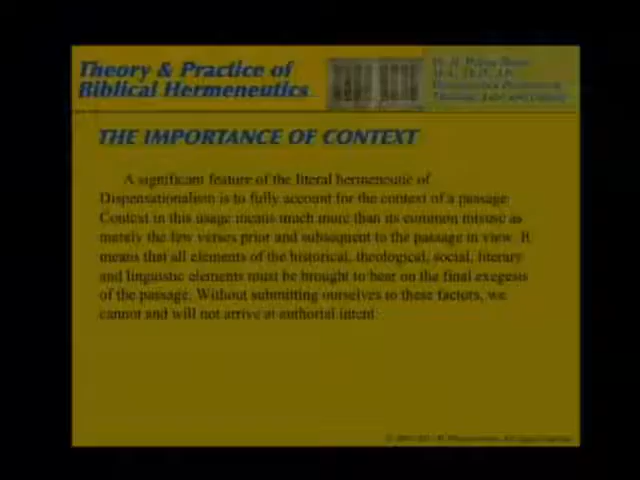 Theory & Practice of
Biblical Hermeneutics
THE IMPORTANCE OF CONTEXT
A significant feature of the literal hermeneutic of
Dispensationalism is to fully account for the context of a passage.
Context in this usage means much more than its common misuse as
merely the few verses prior and subsequent to the passage in view. It
means that all elements of the historical, theological, social, literary
and linguistic elements must be brought to bear on the final exegesis
of the passage. Without submitting ourselves to these factors, we
cannot and will not arrive at authorial intent.